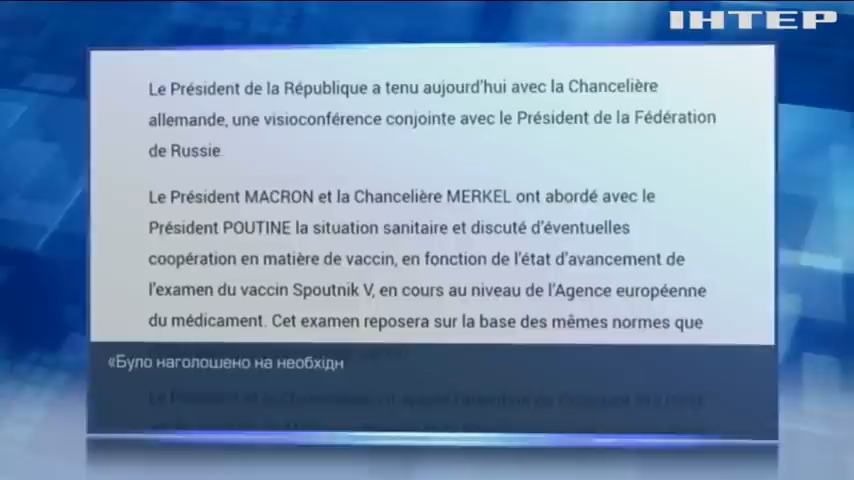 ІНТЕР
Le Président de la République a tenu aujourd'hui avec la Chancelière
allemande, une visioconférence conjointe avec le Président de la Fédération
de Russie.
Le Président MACRON et la Chancelière MERKEL ont abordé avec le
Président POUTINE la situation sanitaire et discuté d'éventuelles
coopération en matière de vaccin, en fonction de l'état d'avancement de
l'examen du vaccin Spoutnik V, en cours au niveau de l'Agence européenne
du médicament. Cet examen reposera sur la base des mêmes normes que
«Було наголошено на необхідн